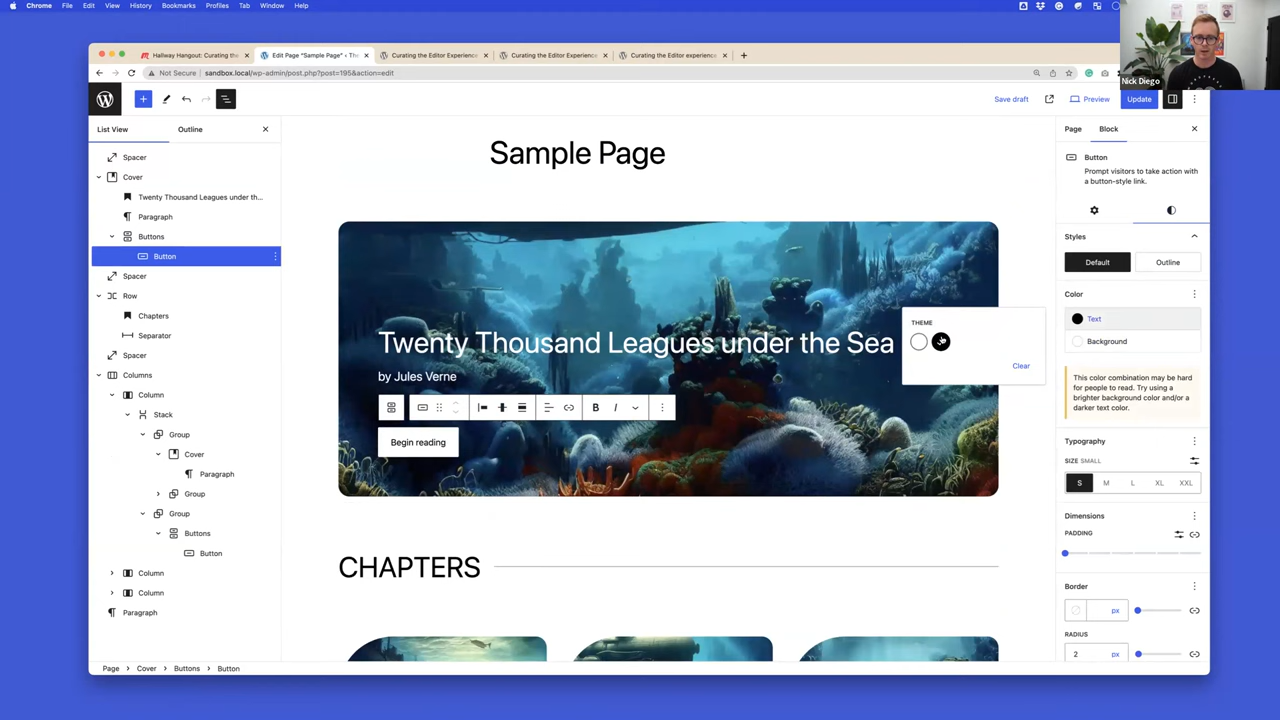 Chrome File Edit View History Bookmarks Profiles Tab Window Help
Nick Diego
Hallway Hangout: Curating the
Edit Page "Sample Page" ‹ The
Curating the Editor Experience
Curating the Editor Experience
Curating the Editor experience
Not Secure sandbox.local/wp-admin/post.php?post=195&action=edit
Save draft
Preview
Update
List View Outline
Spacer
Cover
Twenty Thousand Leagues under th...
Paragraph
Buttons
Button
Spacer
Row
Chapters
Separator
Spacer
Columns
Column
Stack
Group
Cover
Paragraph
Group
Group
Buttons
Button
Column
Column
Paragraph
Page › Cover › Buttons › Button
Sample Page
Twenty Thousand Leagues under the Sea
by Jules Verne
B I
Begin reading
CHAPTERS
THEME
Clear
Page Block
Button
Prompt visitors to take action with
a button-style link.
Styles
Default Outline
Color
Text
Background
This color combination may be hard
for people to read. Try using a
brighter background color and/or a
darker text color.
Typography
SIZE SMALL
S M L XL XXL
Dimensions
PADDING
Border
px
RADIUS
2 px